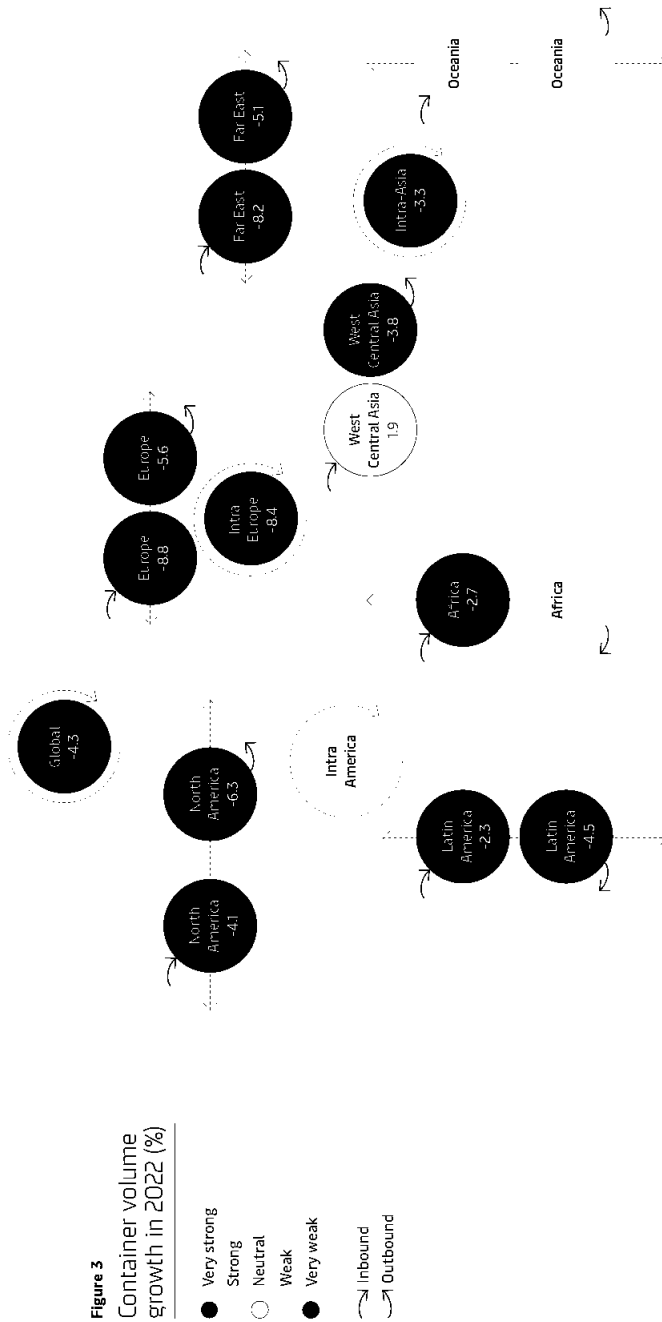 Figure 3
Container volume
growth in 2022 (%)
Very strong
Strong
Neutral
Weak
Very weak
Inbound
Outbound
Global
-4.3
North
America
-4.1
North
America
-6.3
Intra
America
Latin
America
-2.3
Latin
America
-4.5
Europe
-8.8
Europe
-5.6
Intra
Europe
-8.4
Africa
-2.7
Africa
West
Central Asia
1.9
West
Central Asia
-3.8
Far East
-8.2
Far East
-5.1
Intra-Asia
-3.3
Oceania
Oceania